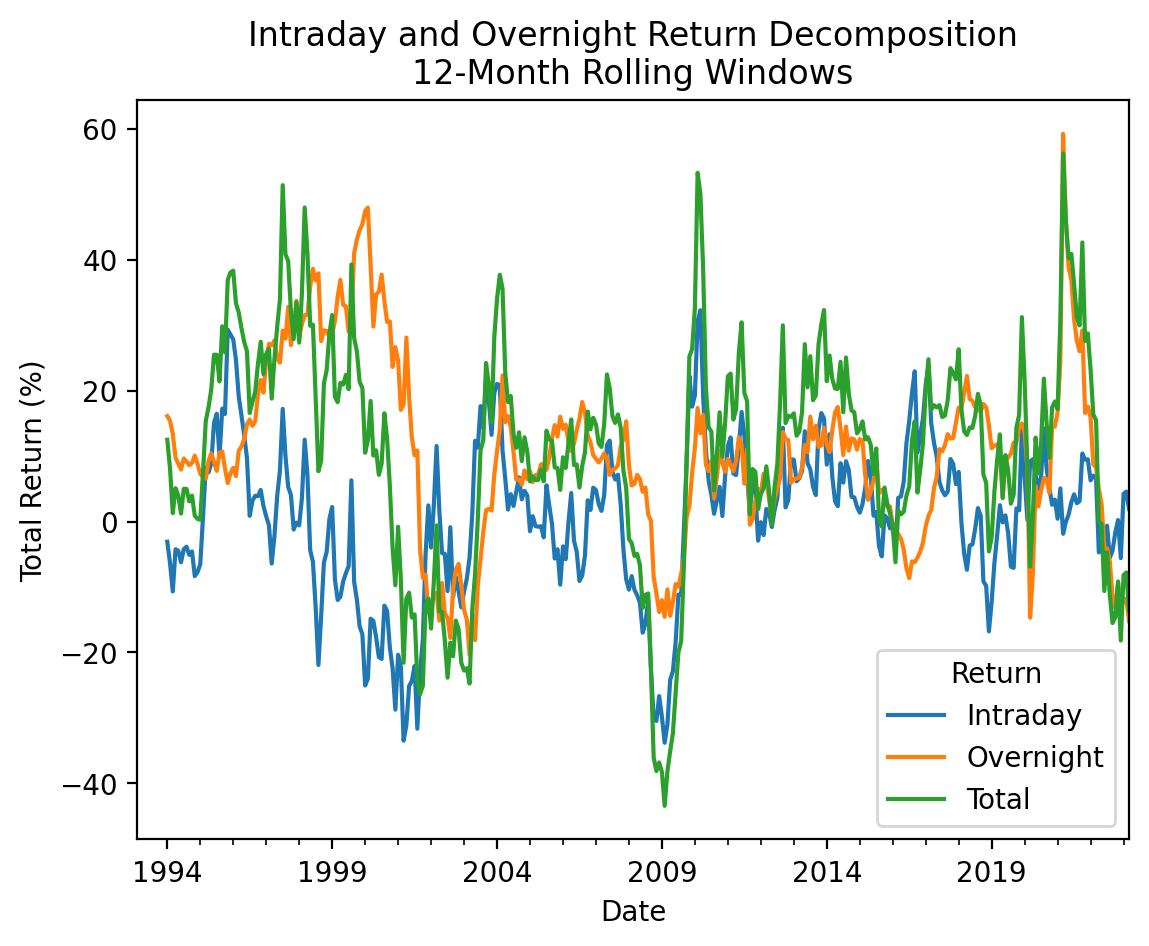 Intraday and Overnight Return Decomposition
12-Month Rolling Windows
Total Return (%)
60
40
20
0
−20
−40
1994 1999 2004 2009 2014 2019
Date
Return
Intraday
Overnight
Total